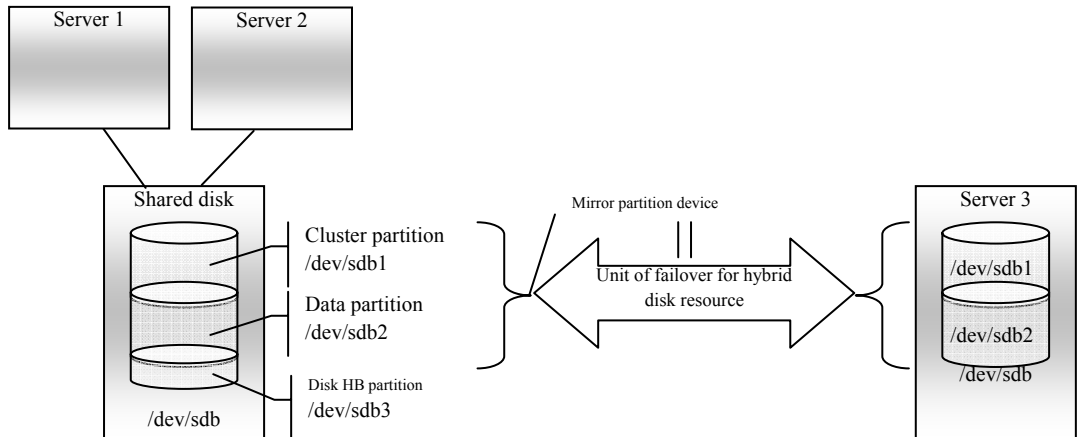 Server 1
Server 2
Shared disk
Cluster partition
/dev/sdb1
Data partition
/dev/sdb2
Disk HB partition
/dev/sdb3
/dev/sdb
Mirror partition device
Unit of failover for hybrid
disk resource
Server 3
/dev/sdb1
/dev/sdb2
/dev/sdb